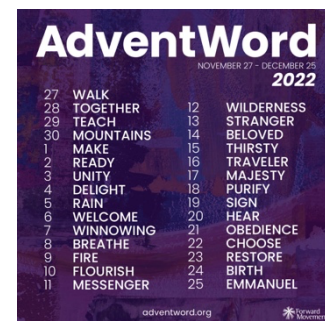 AdventWord
NOVEMBER 27 - DECEMBER 25
2022
27 WALK
28 TOGETHER
29 TEACH
30 MOUNTAINS
1 MAKE
2 READY
3 UNITY
4 DELIGHT
5 RAIN
6 WELCOME
7 WINNOWING
8 BREATHE
9 FIRE
10 FLOURISH
11 MESSENGER
12 WILDERNESS
13 STRANGER
14 BELOVED
15 THIRSTY
16 TRAVELER
17 MAJESTY
18 PURIFY
19 SIGN
20 HEAR
21 OBEDIENCE
22 CHOOSE
23 RESTORE
24 BIRTH
25 EMMANUEL
adventword.org
Forward
Movement